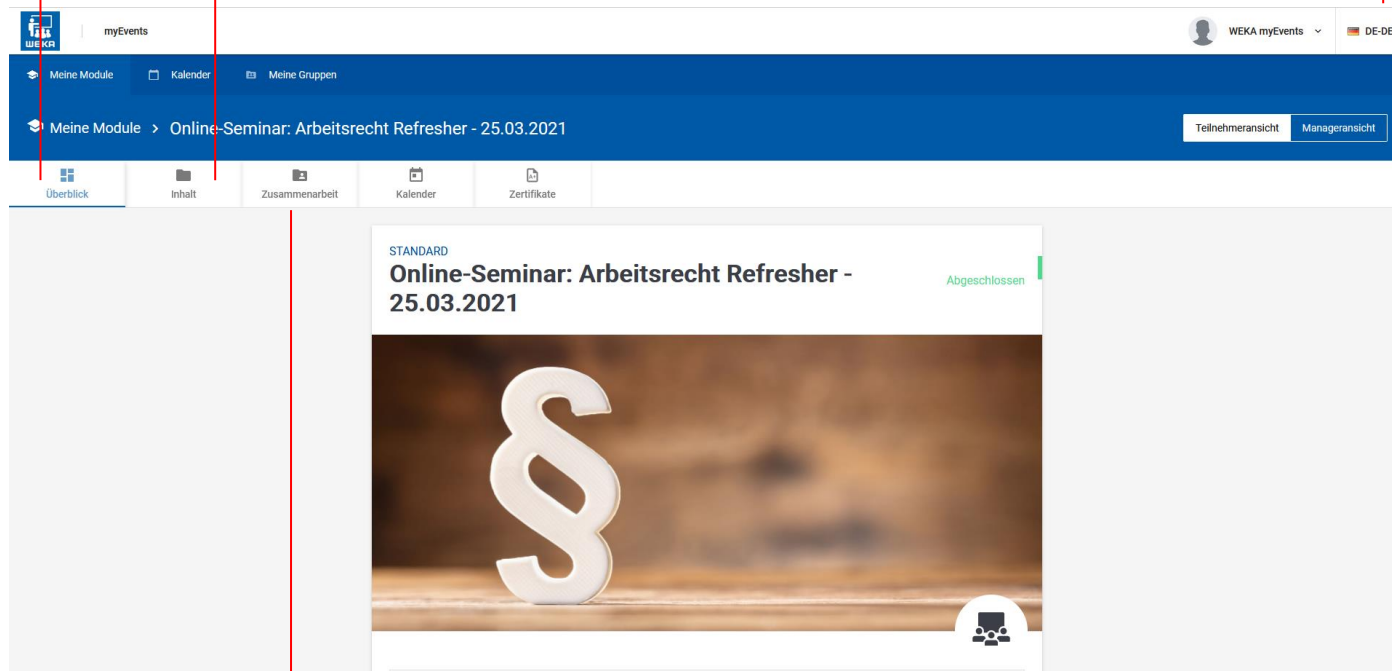 WEKA
myEvents
WEKA myEvents
DE-DE
Meine Module
Kalender
Meine Gruppen
Meine Module > Online-Seminar: Arbeitsrecht Refresher - 25.03.2021
Teilnehmeransicht
Manageransicht
Überblick
Inhalt
Zusammenarbeit
Kalender
Zertifikate
STANDARD
Online-Seminar: Arbeitsrecht Refresher -
25.03.2021
Abgeschlossen
§